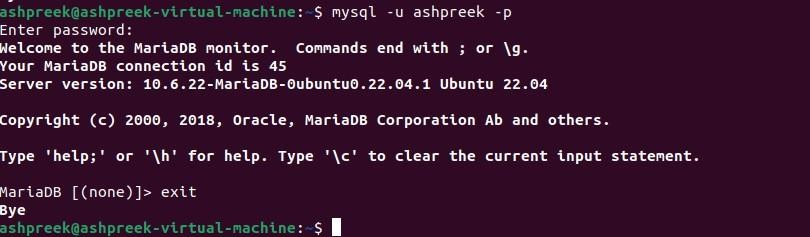 ashpreek@ashpreek-virtual-machine:~$ mysql -u ashpreek -p
Enter password:
Welcome to the MariaDB monitor.  Commands end with ; or \g.
Your MariaDB connection id is 45
Server version: 10.6.22-MariaDB-0ubuntu0.22.04.1 Ubuntu 22.04
Copyright (c) 2000, 2018, Oracle, MariaDB Corporation Ab and others.
Type 'help;' or '\h' for help. Type '\c' to clear the current input statement.
MariaDB [(none)]> exit
Bye
ashpreek@ashpreek-virtual-machine:~$